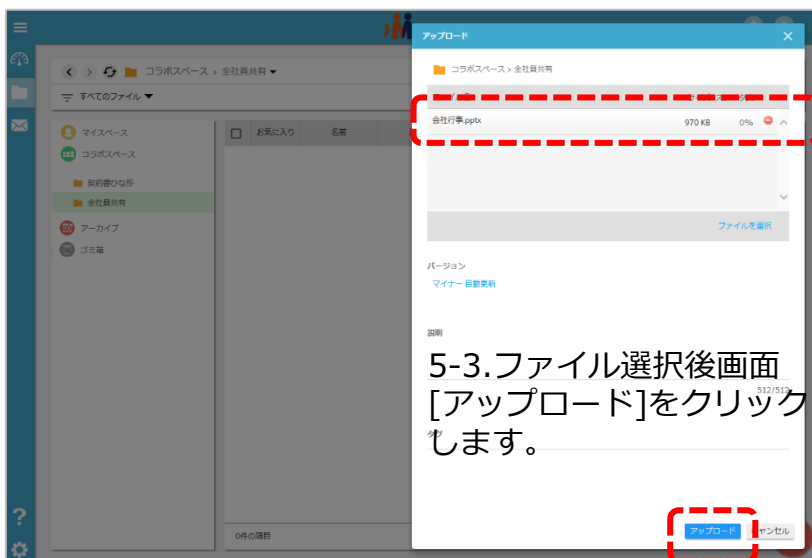 アップロード
コラボスペース > 全社員共有
コラボスペース > 全社員共有
すべてのファイル
会社行事.pptx 970 KB 0%
マイスペース
お気に入り 名前
コラボスペース
契約書ひな形
全社員共有
アーカイブ
ファイルを選択
ゴミ箱
バージョン
マイナー 自動更新
説明
5-3.ファイル選択後画面
512/512
[アップロード]をクリック
タグ
します。
アップロード
0件の項目